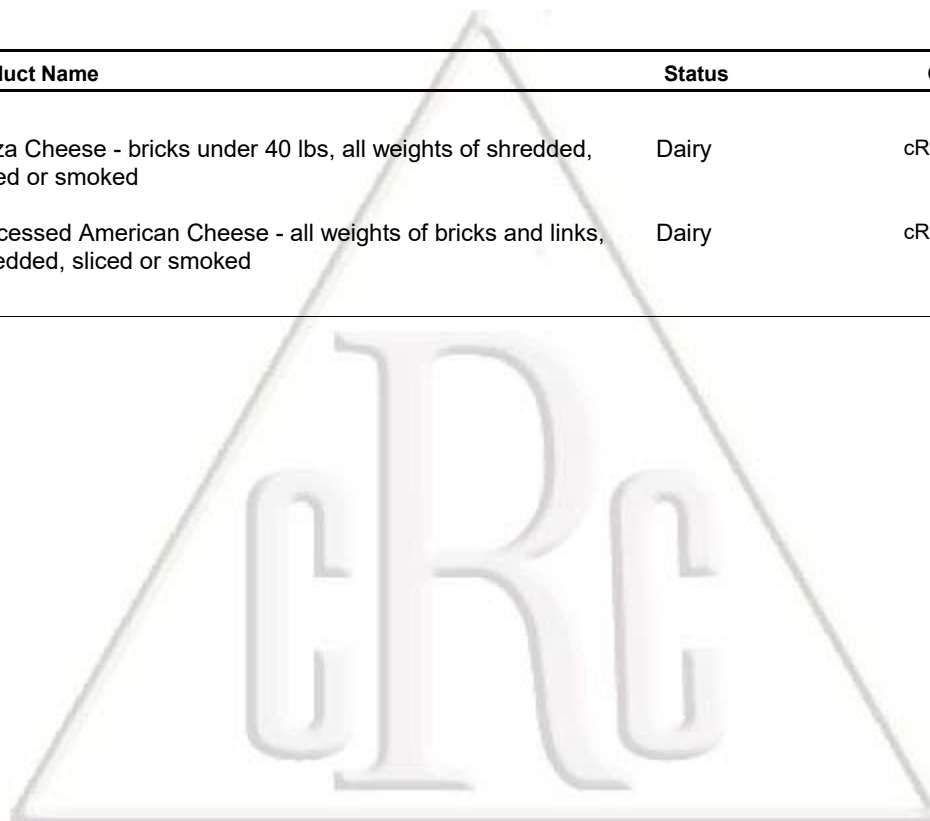 duct Name Status C
za Cheese - bricks under 40 lbs, all weights of shredded, Dairy cR
ed or smoked
cessed American Cheese - all weights of bricks and links, Dairy cR
edded, sliced or smoked
cRc